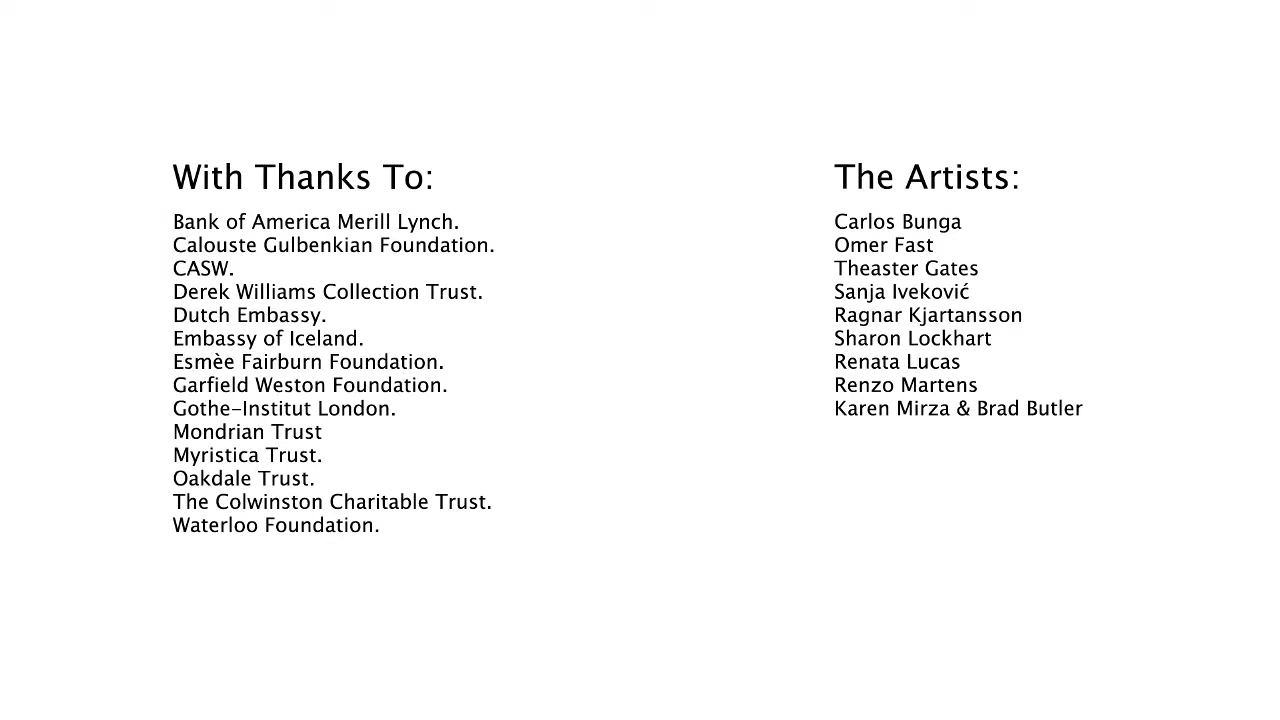 With Thanks To:
Bank of America Merill Lynch.
Calouste Gulbenkian Foundation.
CASW.
Derek Williams Collection Trust.
Dutch Embassy.
Embassy of Iceland.
Esmèe Fairburn Foundation.
Garfield Weston Foundation.
Gothe-Institut London.
Mondrian Trust
Myristica Trust.
Oakdale Trust.
The Colwinston Charitable Trust.
Waterloo Foundation.
The Artists:
Carlos Bunga
Omer Fast
Theaster Gates
Sanja Iveković
Ragnar Kjartansson
Sharon Lockhart
Renata Lucas
Renzo Martens
Karen Mirza & Brad Butler